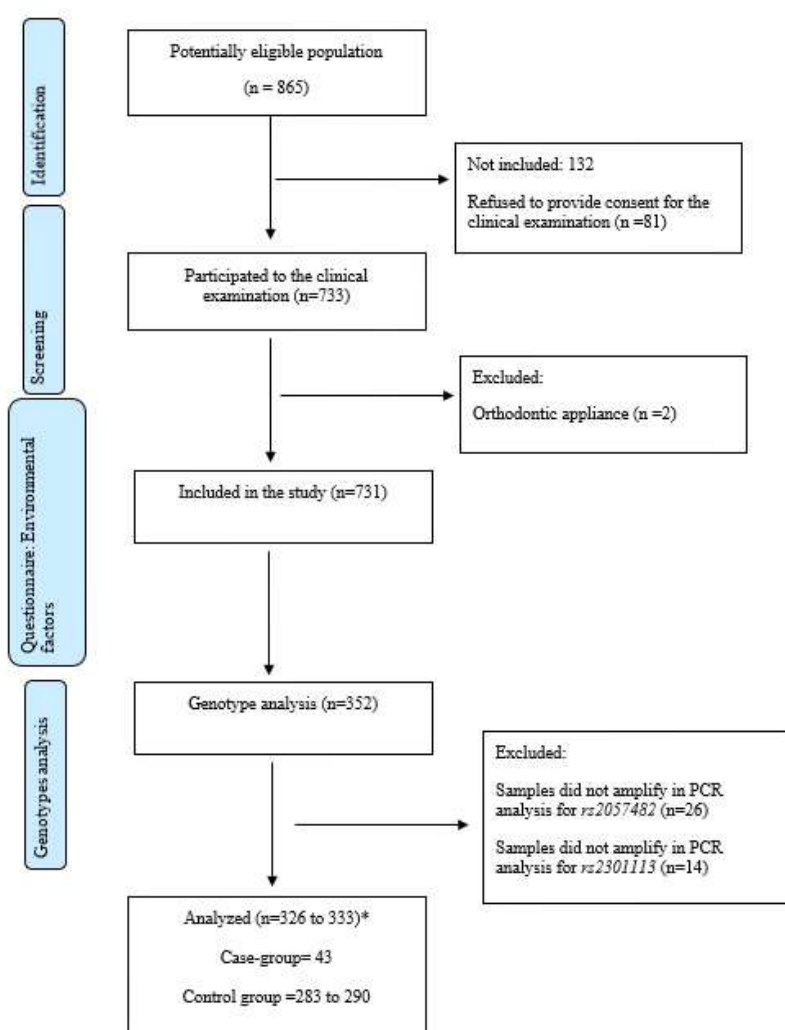 Identification
Potentially eligible population
(n = 865)
Not included: 132
Refused to provide consent for the
clinical examination (n =81)
Screening
Participated to the clinical
examination (n=733)
Excluded:
Orthodontic appliance (n =2)
Questionnaire: Environmental
factors
Included in the study (n=731)
Genotypes analysis
Genotype analysis (n=352)
Excluded:
Samples did not amplify in PCR
analysis for rs2057482 (n=26)
Samples did not amplify in PCR
analysis for rs2301113 (n=14)
Analyzed (n=326 to 333)*
Case-group= 43
Control group =283 to 290